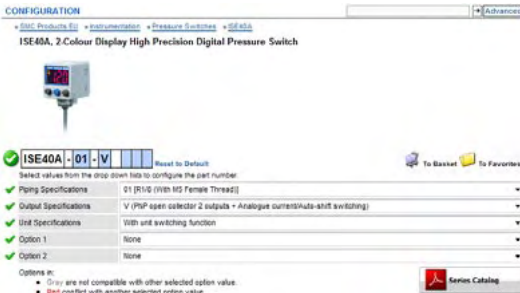 CONFIGURATION
Advanced
SMC Products EU Instrumentation Pressure Switches ISE40A
ISE40A, 2-Colour Display High Precision Digital Pressure Switch
ISE40A - 01 - V
Reset to Default
To Basket
To Favorites
Select values from the drop down lists to configure the part number.
Piping Specifications 01 [R1/8 (With M5 Female Thread)]
Output Specifications V (PNP open collector 2 outputs + Analogue current/Auto-shift switching)
Unit Specifications With unit switching function
Option 1 None
Option 2 None
Options in:
Gray are not compatible with other selected option value.
Red conflict with another selected option value.
Series Catalog